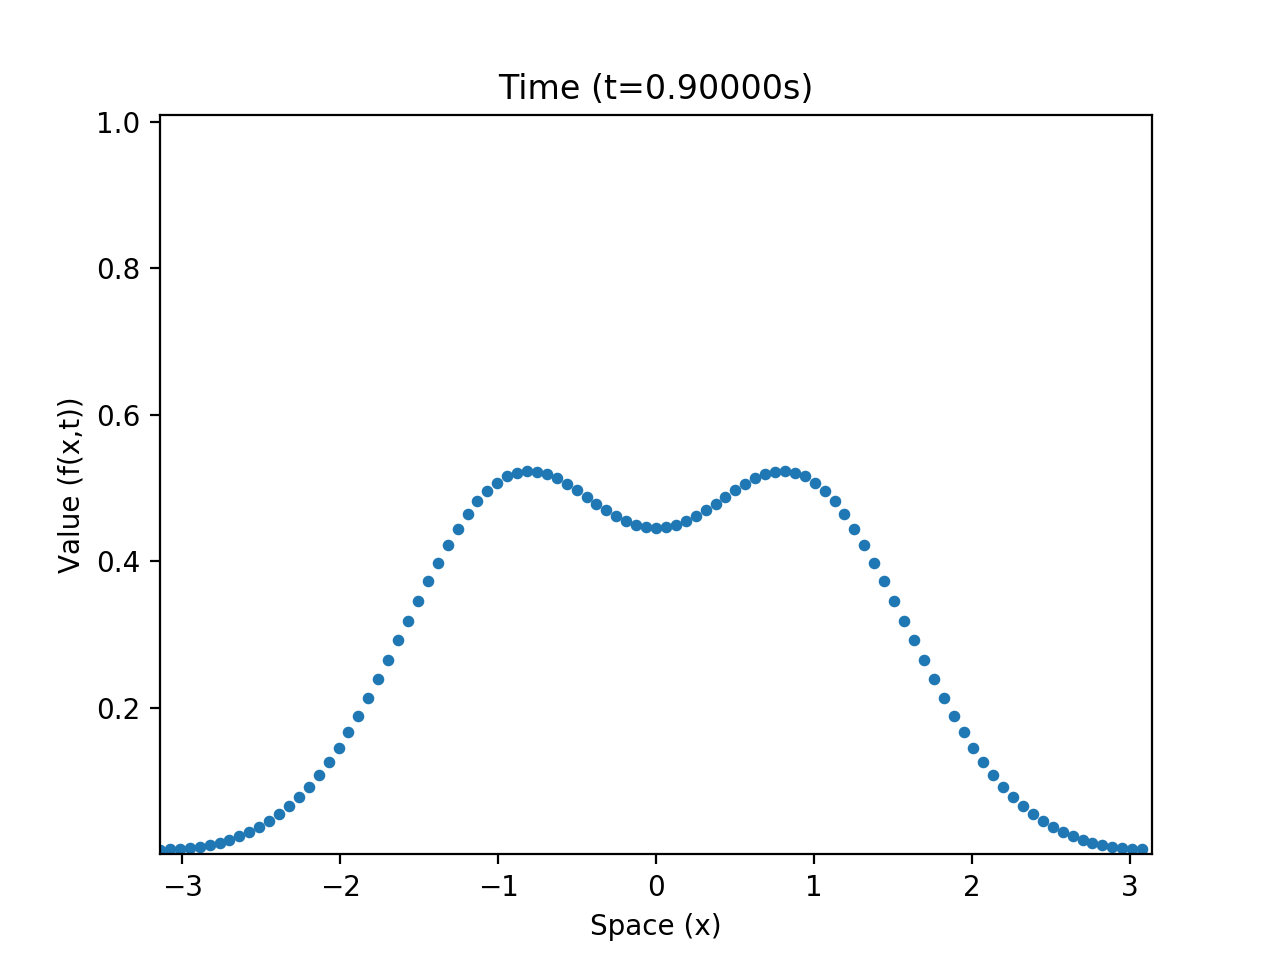 Time (t=0.90000s)
1.0
0.8
0.6
0.4
0.2
Value (f(x,t))
−3 −2 −1 0 1 2 3
Space (x)